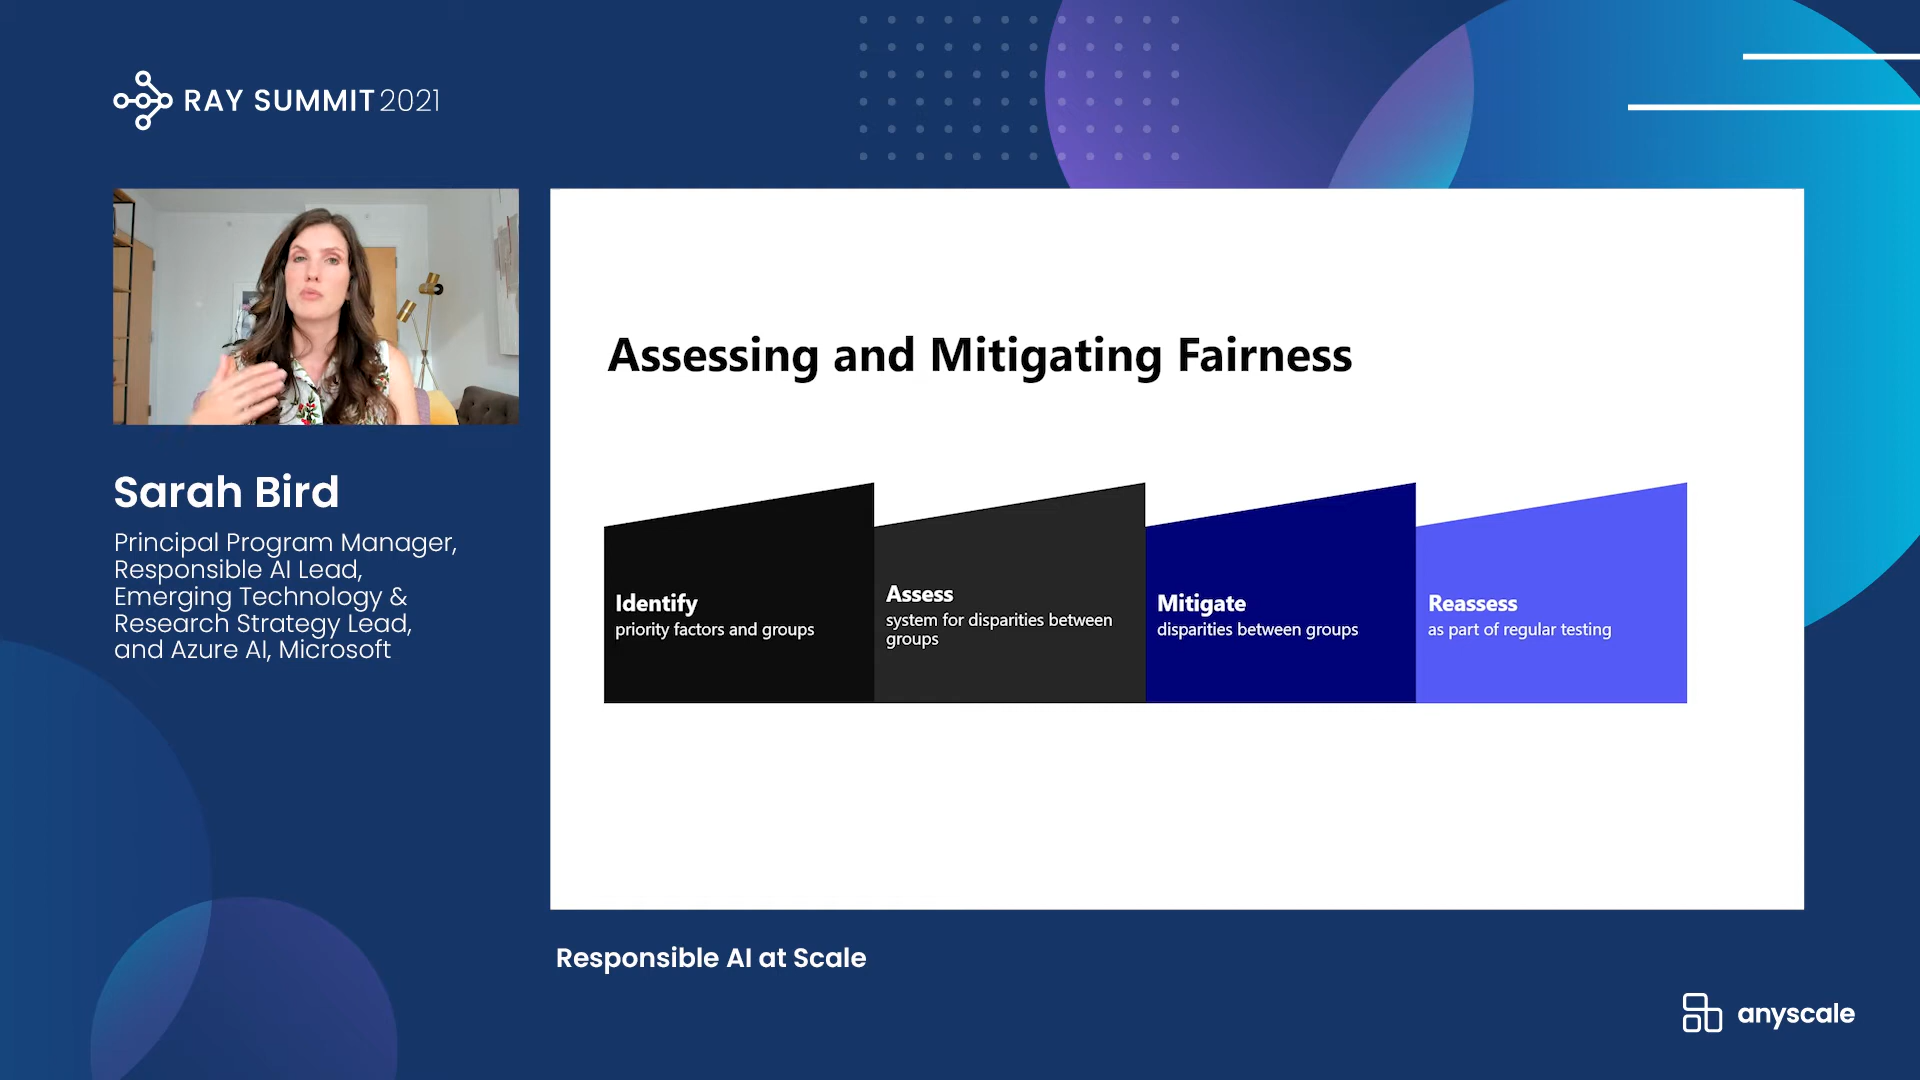 RAY SUMMIT 2021
Sarah Bird
Principal Program Manager,
Responsible AI Lead,
Emerging Technology &
Research Strategy Lead,
and Azure AI, Microsoft
Assessing and Mitigating Fairness
Identify
priority factors and groups
Assess
system for disparities between
groups
Mitigate
disparities between groups
Reassess
as part of regular testing
Responsible AI at Scale
anyscale